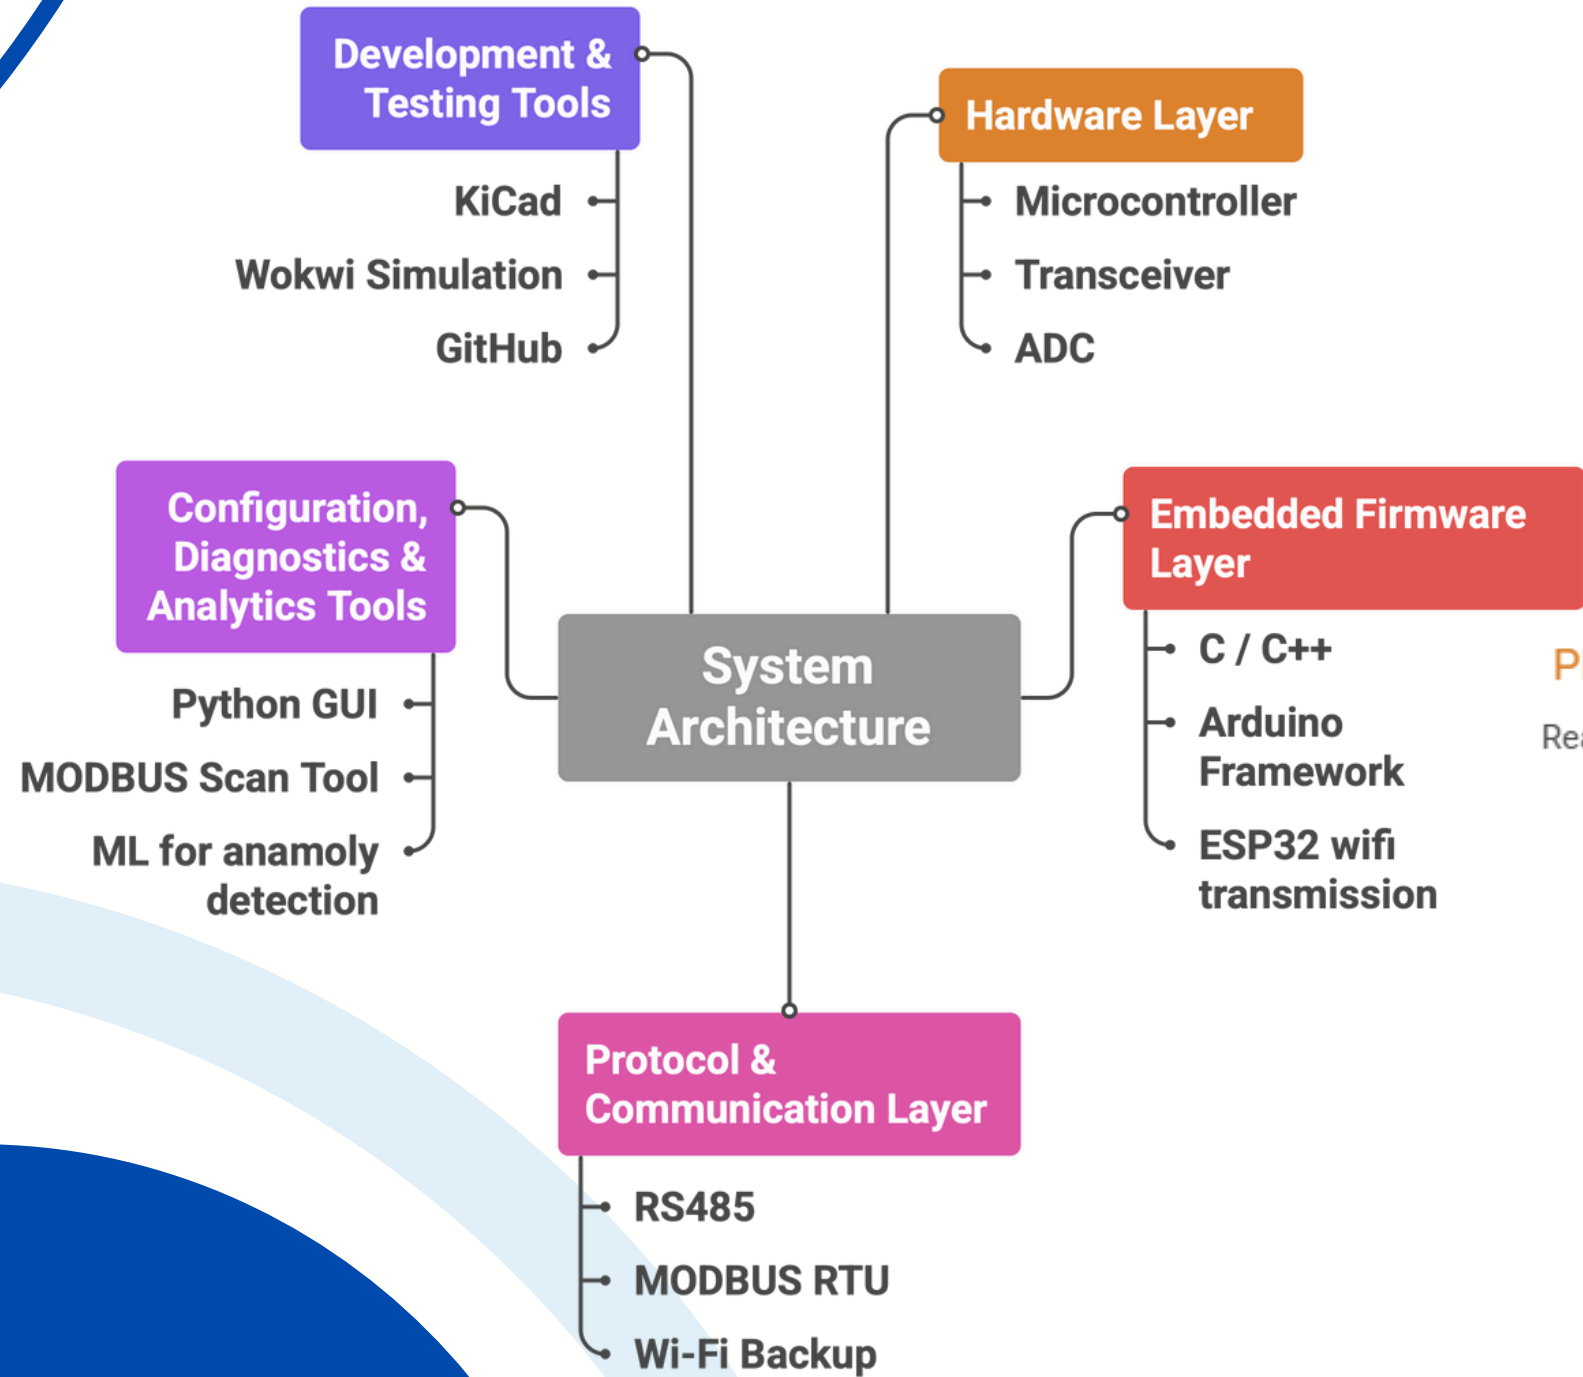 Development &
Testing Tools
KiCad
Wokwi Simulation
GitHub
Hardware Layer
Microcontroller
Transceiver
ADC
Configuration,
Diagnostics &
Analytics Tools
Python GUI
MODBUS Scan Tool
ML for anamoly
detection
System
Architecture
Embedded Firmware
Layer
C / C++
Arduino
Framework
ESP32 wifi
transmission
Protocol &
Communication Layer
RS485
MODBUS RTU
Wi-Fi Backup